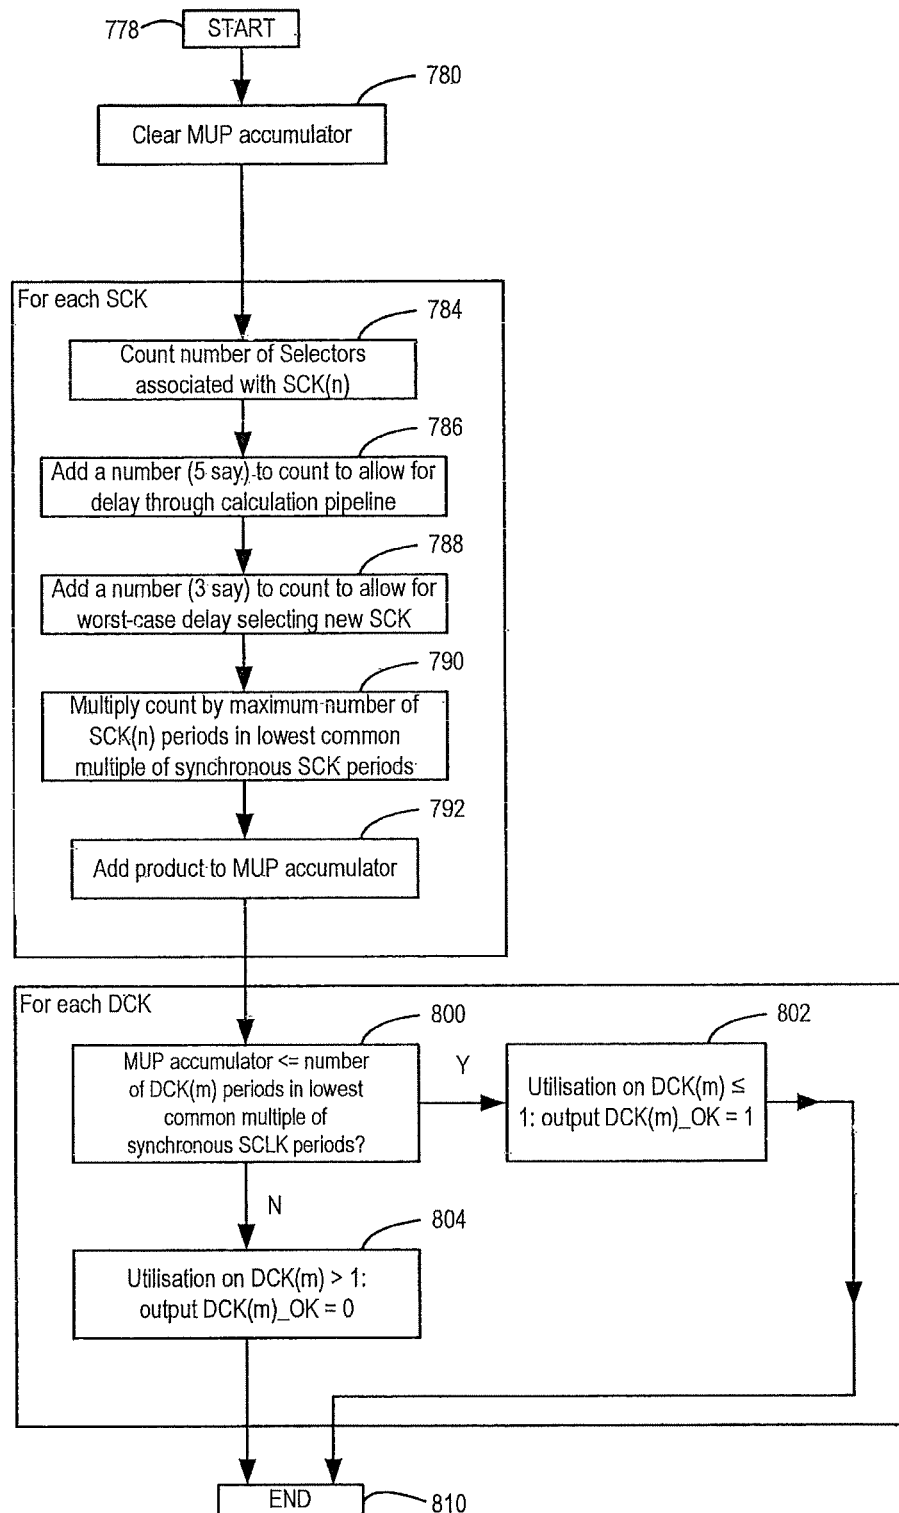 778
START
780
Clear MUP accumulator
For each SCK
784
Count number of Selectors
associated with SCK(n)
786
Add a number (5 say) to count to allow for
delay through calculation pipeline
788
Add a number (3 say) to count to allow for
worst-case delay selecting new SCK
790
Multiply count by maximum number of
SCK(n) periods in lowest common
multiple of synchronous SCK periods
792
Add product to MUP accumulator
For each DCK
800
MUP accumulator <= number
of DCK(m) periods in lowest
common multiple of
synchronous SCLK periods?
Y
802
Utilisation on DCK(m) ≤
1: output DCK(m)_OK = 1
N
804
Utilisation on DCK(m) > 1:
output DCK(m)_OK = 0
END
810